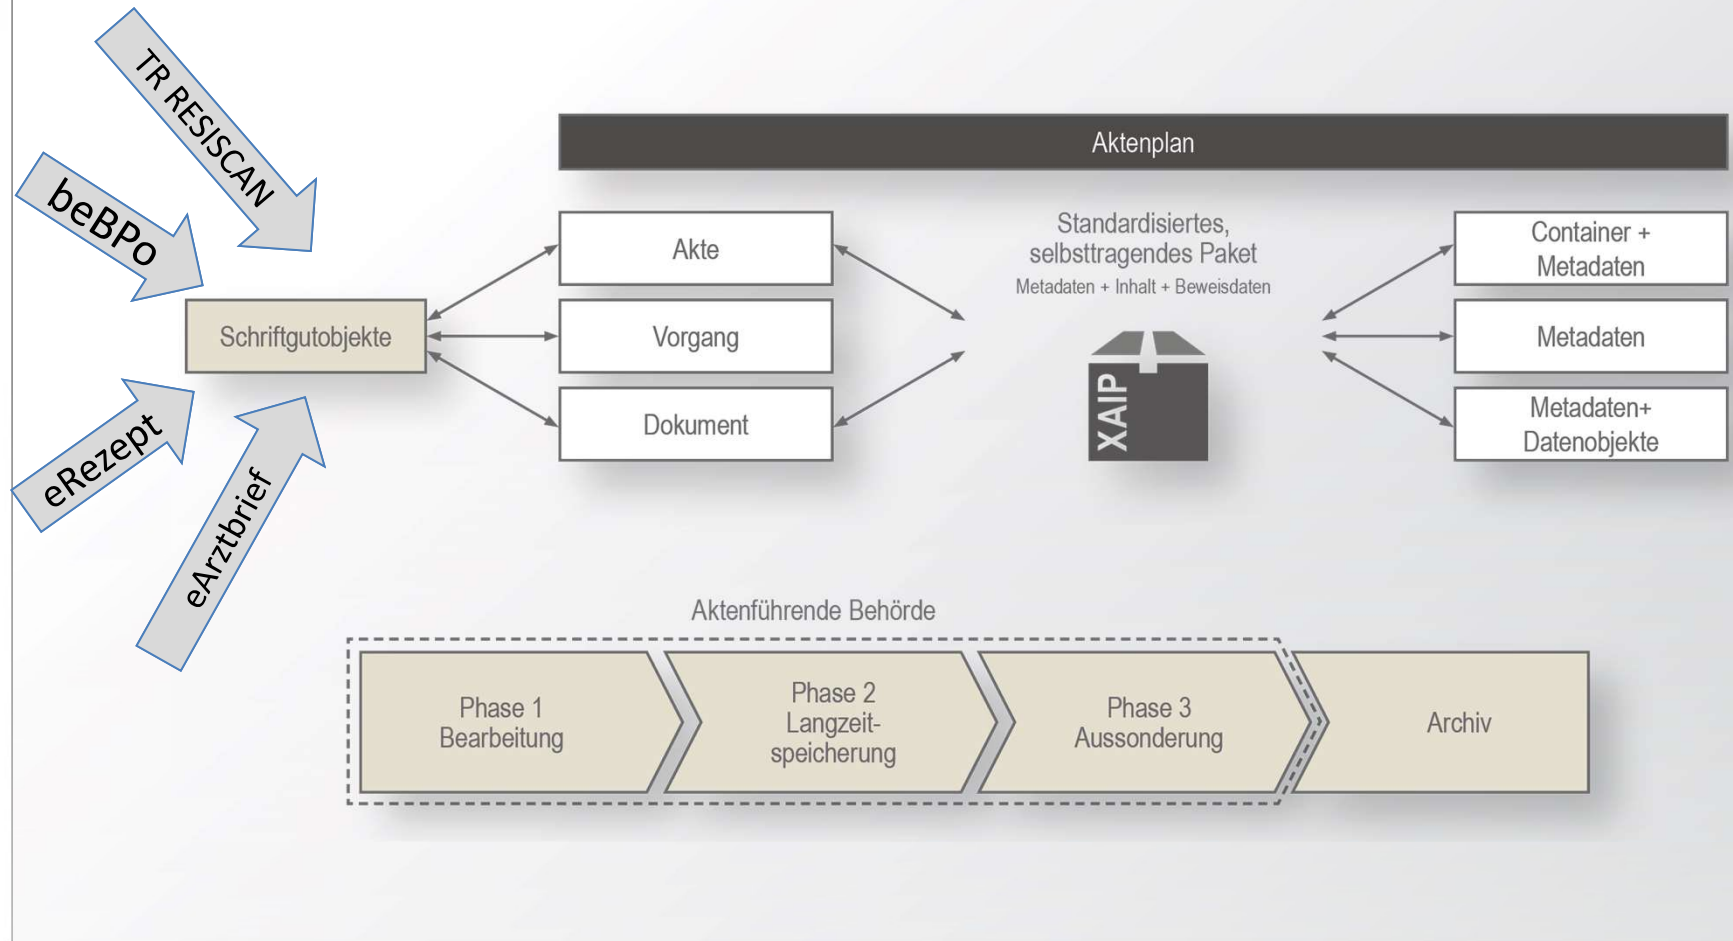 TR RESISCAN
beBPo
eRezept
eArztbrief
Schriftgutobjekte
Aktenplan
Akte
Vorgang
Dokument
Standardisiertes,
selbsttragendes Paket
Metadaten + Inhalt + Beweisdaten
XAIP
Container +
Metadaten
Metadaten
Metadaten+
Datenobjekte
Aktenführende Behörde
Phase 1
Bearbeitung
Phase 2
Langzeit-
speicherung
Phase 3
Aussonderung
Archiv